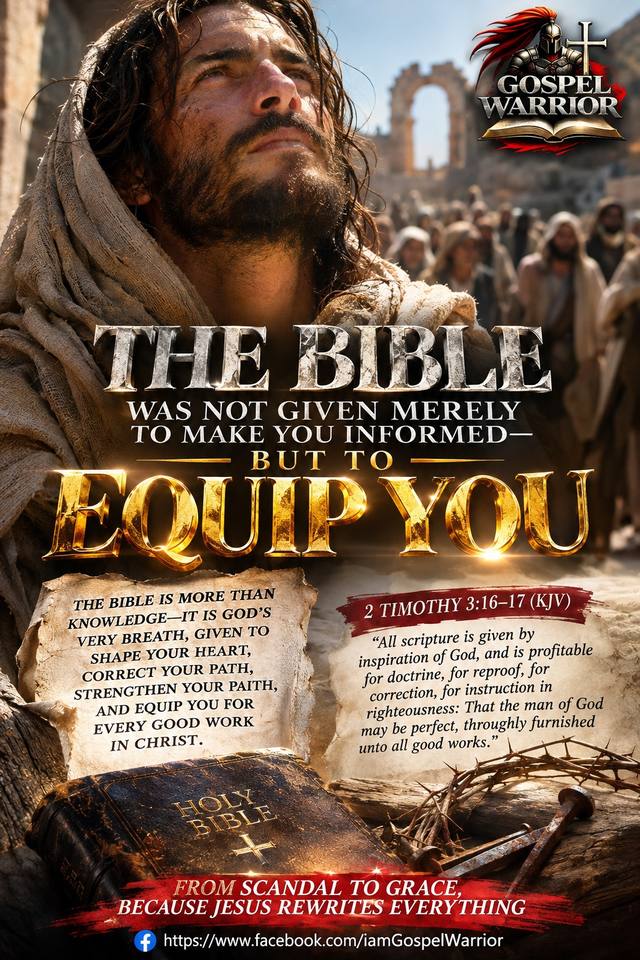 GOSPEL
WARRIOR
THE BIBLE
WAS NOT GIVEN MERELY
TO MAKE YOU INFORMED—
BUT TO
EQUIP YOU
THE BIBLE IS MORE THAN
KNOWLEDGE—IT IS GOD'S
VERY BREATH, GIVEN TO
SHAPE YOUR HEART,
CORRECT YOUR PATH,
STRENGTHEN YOUR PAITH,
AND EQUIP YOU FOR
EVERY GOOD WORK
IN CHRIST.
2 TIMOTHY 3:16–17 (KJV)
"All scripture is given by
inspiration of God, and is profitable
for doctrine, for reproof, for
correction, for instruction in
righteousness: That the man of God
may be perfect, throughly furnished
unto all good works."
HOLY
BIBLE
FROM SCANDAL TO GRACE,
BECAUSE JESUS REWRITES EVERYTHING
https://www.facebook.com/iamGospelWarrior